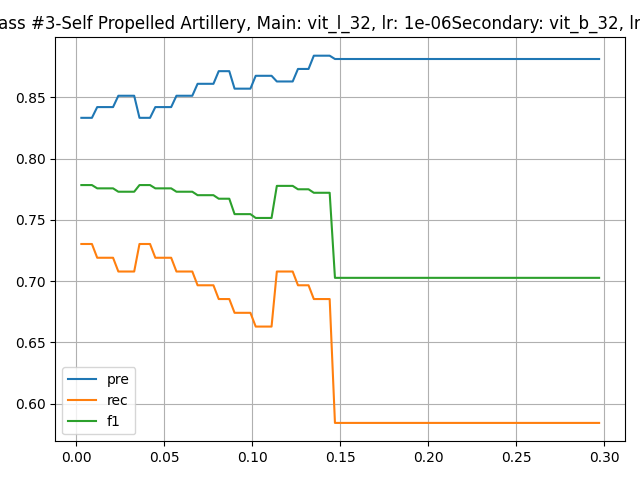 ass #3-Self Propelled Artillery, Main: vit_l_32, lr: 1e-06Secondary: vit_b_32, lr
0.85
0.80
0.75
0.70
0.65
0.60
pre
rec
f1
0.00 0.05 0.10 0.15 0.20 0.25 0.30